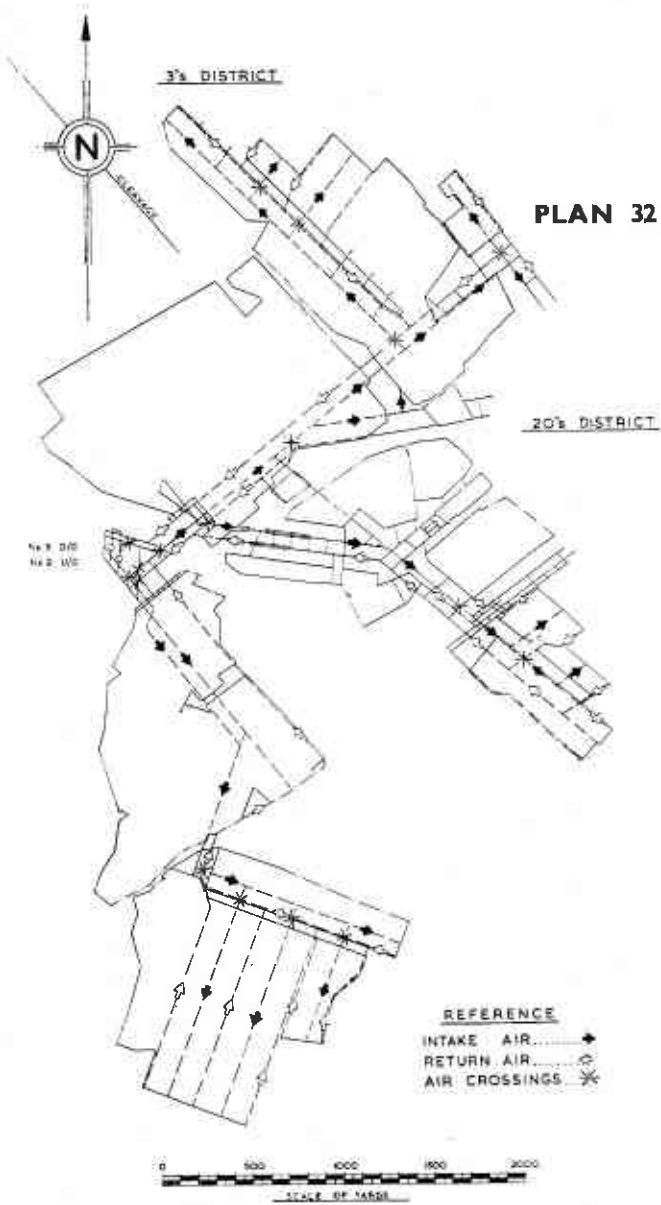 3's DISTRICT
N
CLEAVAGE
PLAN 32
20's DISTRICT
REFERENCE
INTAKE AIR
RETURN AIR
AIR CROSSINGS
0 500 1000 1500 2000
SCALE OF YARDS